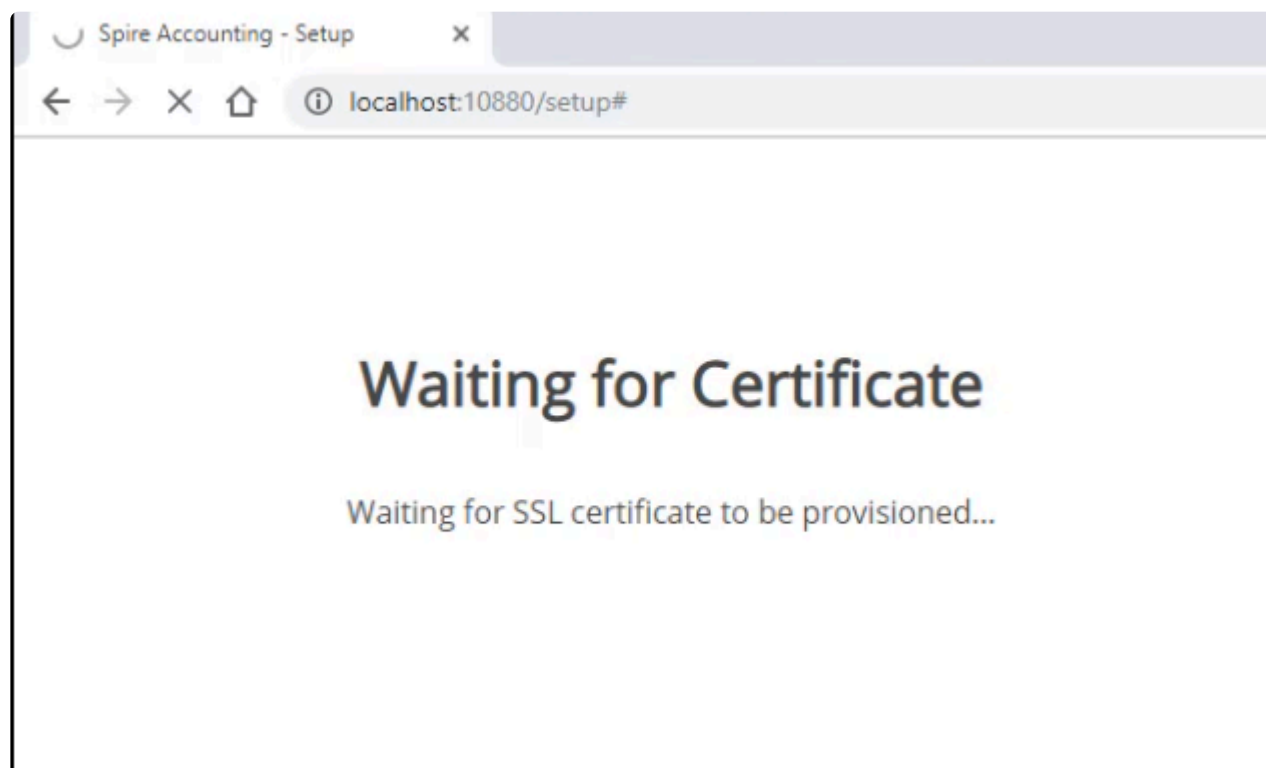 Spire Accounting - Setup
localhost:10880/setup#
Waiting for Certificate
Waiting for SSL certificate to be provisioned...